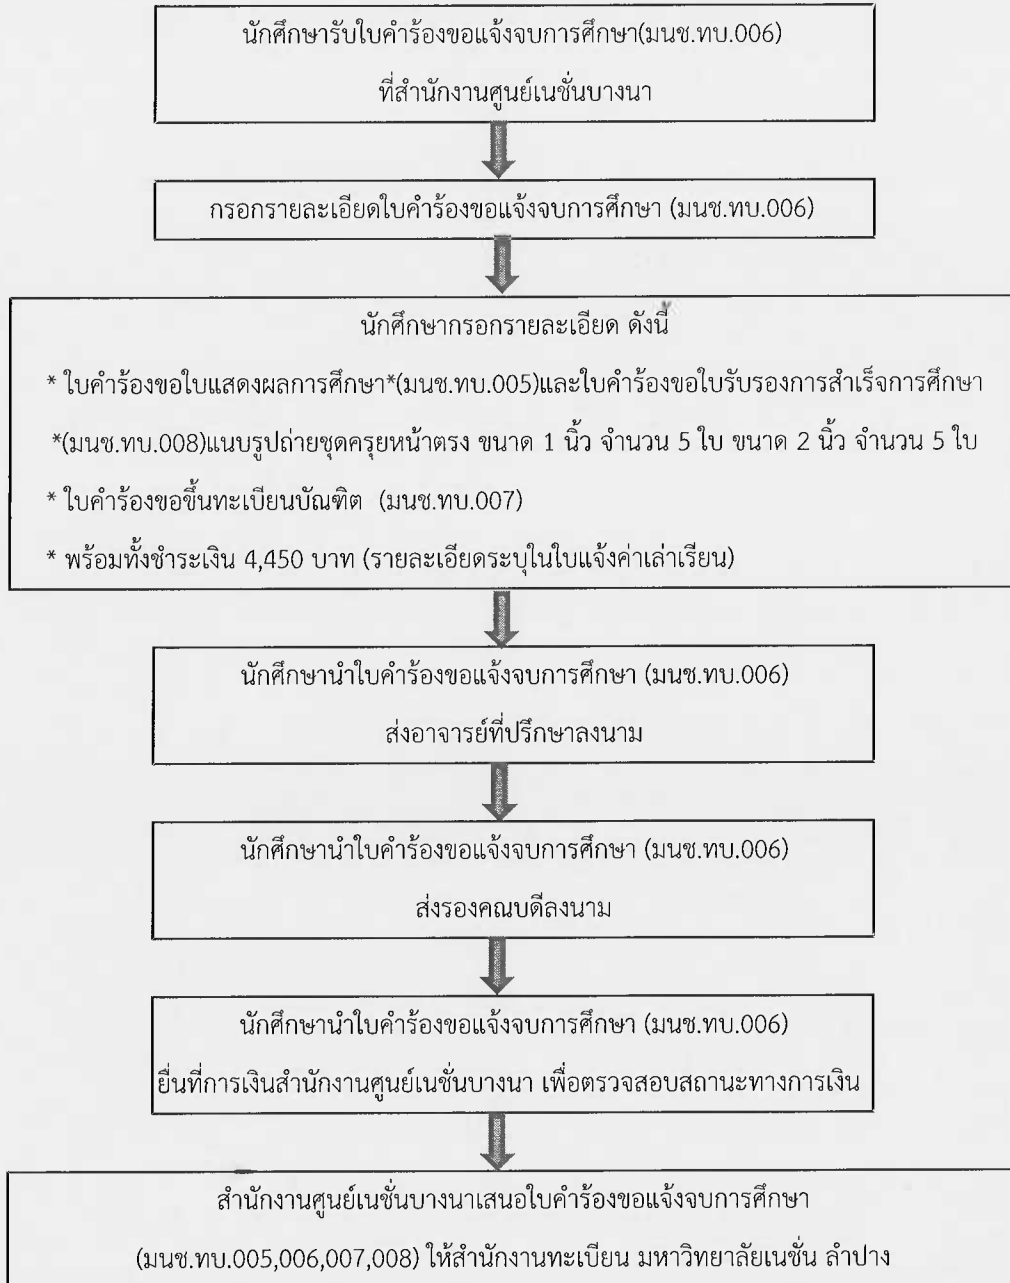 นักศึกษารับใบคำร้องขอแจ้งจบการศึกษา(มนช.ทบ.006)
ที่สำนักงานศูนย์เนชั่นบางนา
กรอกรายละเอียดใบคำร้องขอแจ้งจบการศึกษา (มนช.ทบ.006)
นักศึกษากรอกรายละเอียด ดังนี้
* ใบคำร้องขอใบแสดงผลการศึกษา*(มนช.ทบ.005)และใบคำร้องขอใบรับรองการสำเร็จการศึกษา
*(มนช.ทบ.008)แนบรูปถ่ายชุดครุยหน้าตรง ขนาด 1 นิ้ว จำนวน 5 ใบ ขนาด 2 นิ้ว จำนวน 5 ใบ
* ใบคำร้องขอขึ้นทะเบียนบัณฑิต (มนช.ทบ.007)
* พร้อมทั้งชำระเงิน 4,450 บาท (รายละเอียดระบุในใบแจ้งค่าเล่าเรียน)
นักศึกษานำใบคำร้องขอแจ้งจบการศึกษา (มนช.ทบ.006)
ส่งอาจารย์ที่ปรึกษาลงนาม
นักศึกษานำใบคำร้องขอแจ้งจบการศึกษา (มนช.ทบ.006)
ส่งรองคณบดีลงนาม
นักศึกษานำใบคำร้องขอแจ้งจบการศึกษา (มนช.ทบ.006)
ยื่นที่การเงินสำนักงานศูนย์เนชั่นบางนา เพื่อตรวจสอบสถานะทางการเงิน
สำนักงานศูนย์เนชั่นบางนาเสนอใบคำร้องขอแจ้งจบการศึกษา
(มนช.ทบ.005,006,007,008) ให้สำนักงานทะเบียน มหาวิทยาลัยเนชั่น ลำปาง